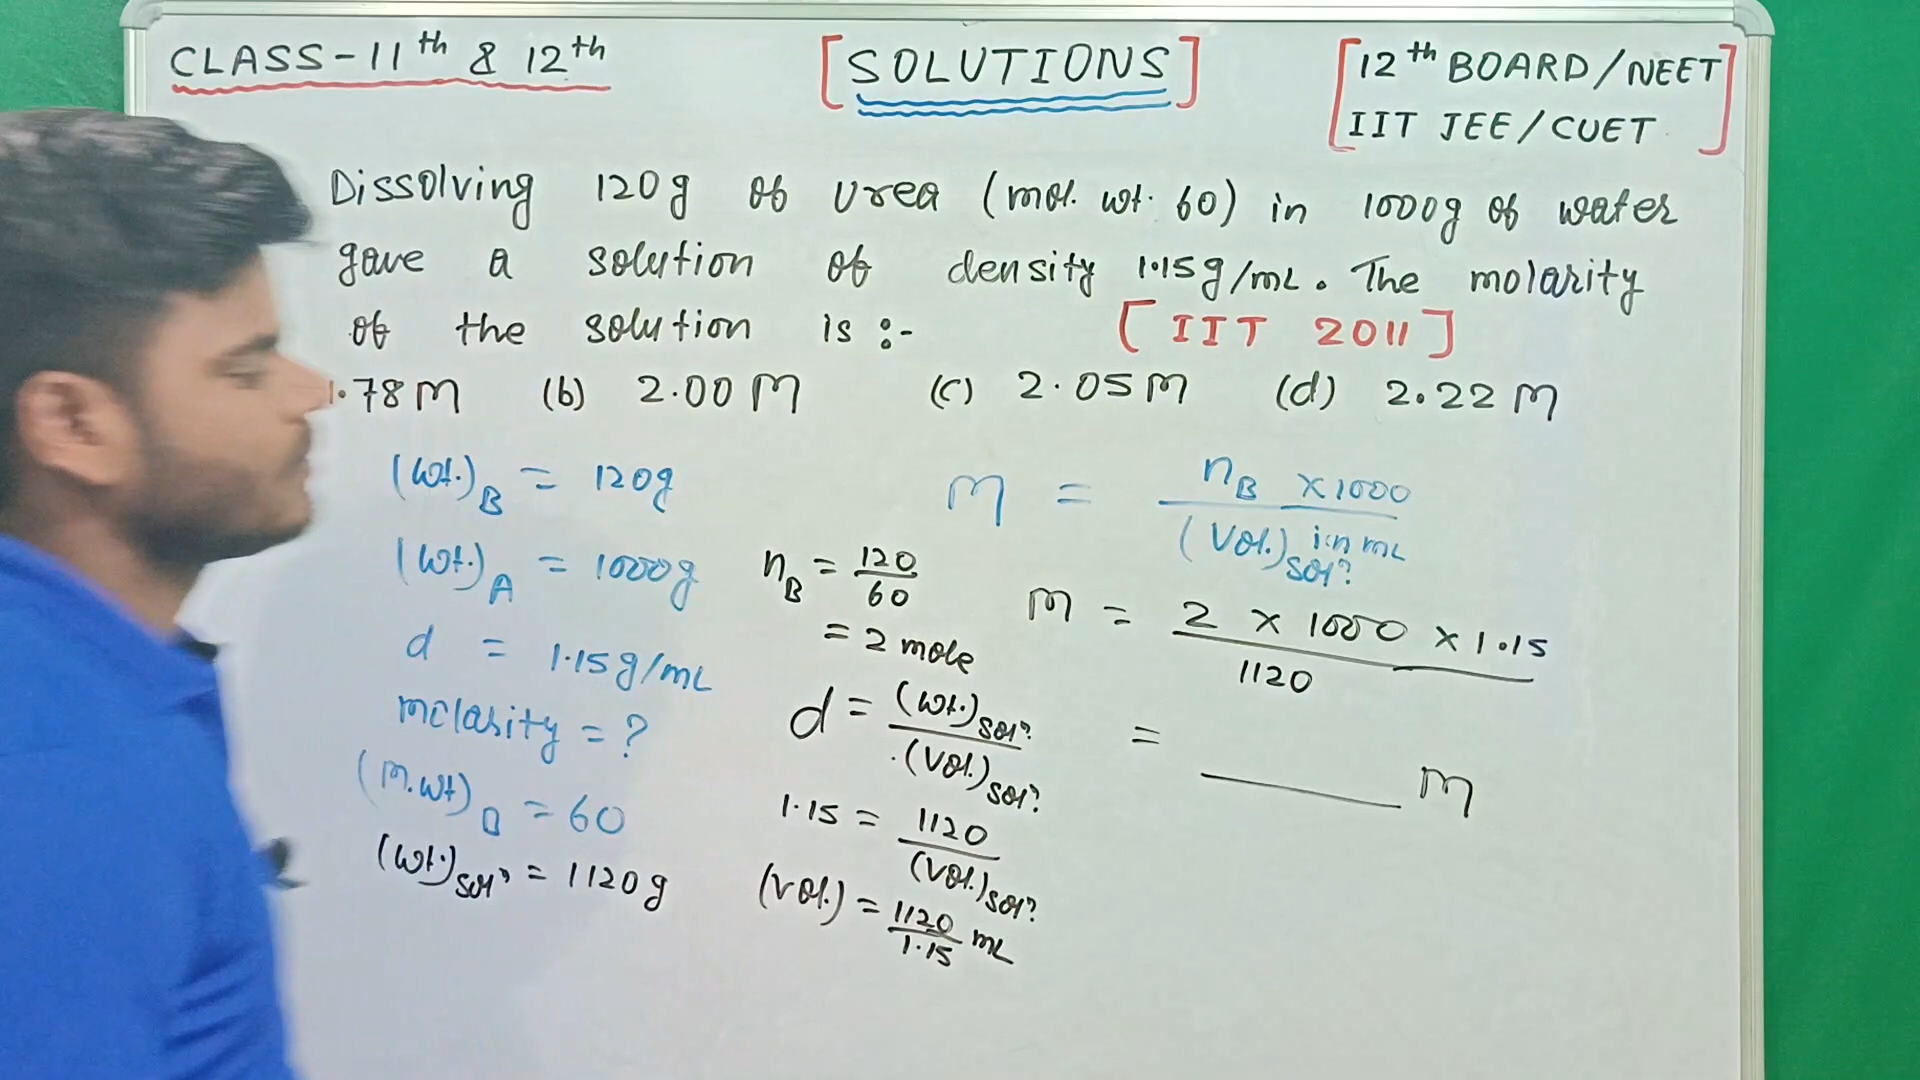 CLASS-11th & 12th
[SOLUTIONS]
[12th BOARD/NEET
IIT JEE/CUET]
Dissolving 120g of urea (mol. wt. 60) in 1000g of water
gave a solution of density 1.15g/mL. The molarity
of the solution is :- [IIT 2011]
1.78M (b) 2.00M (c) 2.05M (d) 2.22M
(wt.)B = 120g
(wt.)A = 1000g
d = 1.15g/mL
molarity = ?
(M.wt)B = 60
(wt.)solⁿ = 1120g
nB = 120/60
= 2 mole
d = (wt.)solⁿ/(Vol.)solⁿ
1.15 = 1120/(Vol.)solⁿ
(Vol.) = 1120/1.15 mL
M = nB ×1000/(Vol.)solⁿ in mL
M = 2 × 1000 × 1.15/1120
= ____ M